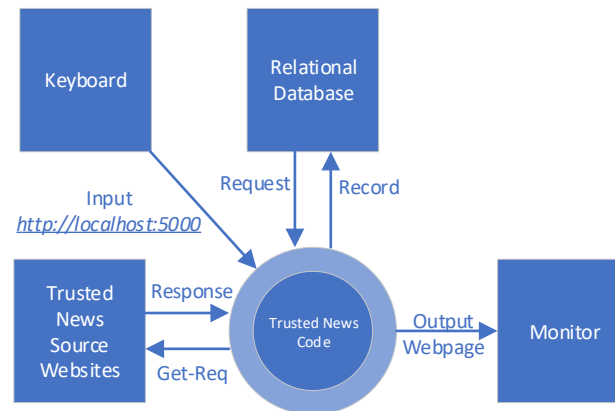 Keyboard
Relational
Database
Request
Record
Input
http://localhost:5000
Trusted
News
Source
Websites
Response
Get-Req
Trusted News
Code
Output
Webpage
Monitor